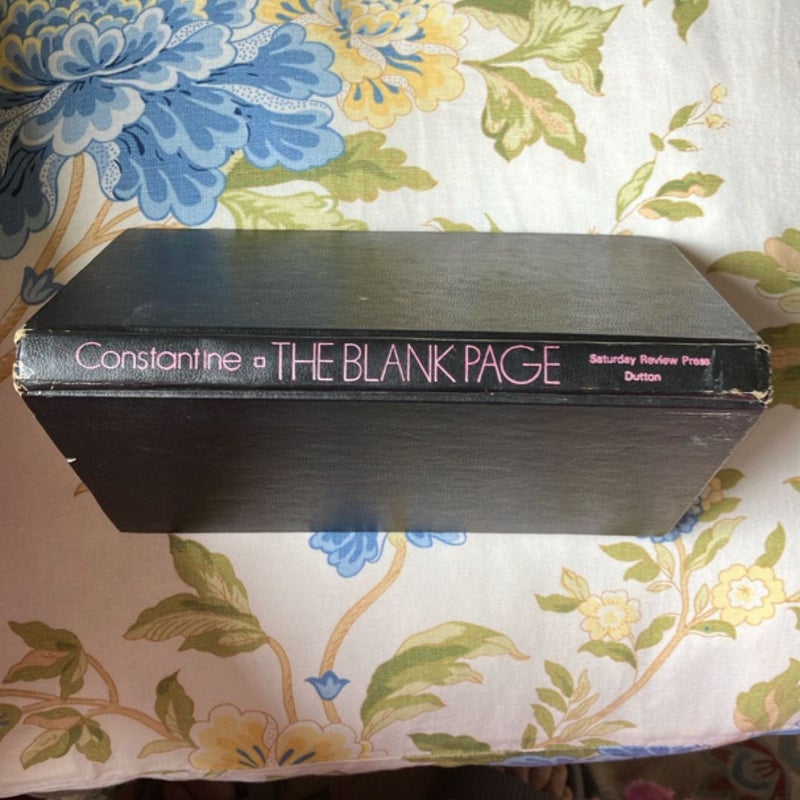 Constantine THE BLANK PAGE Saturday Review Press
Dutton